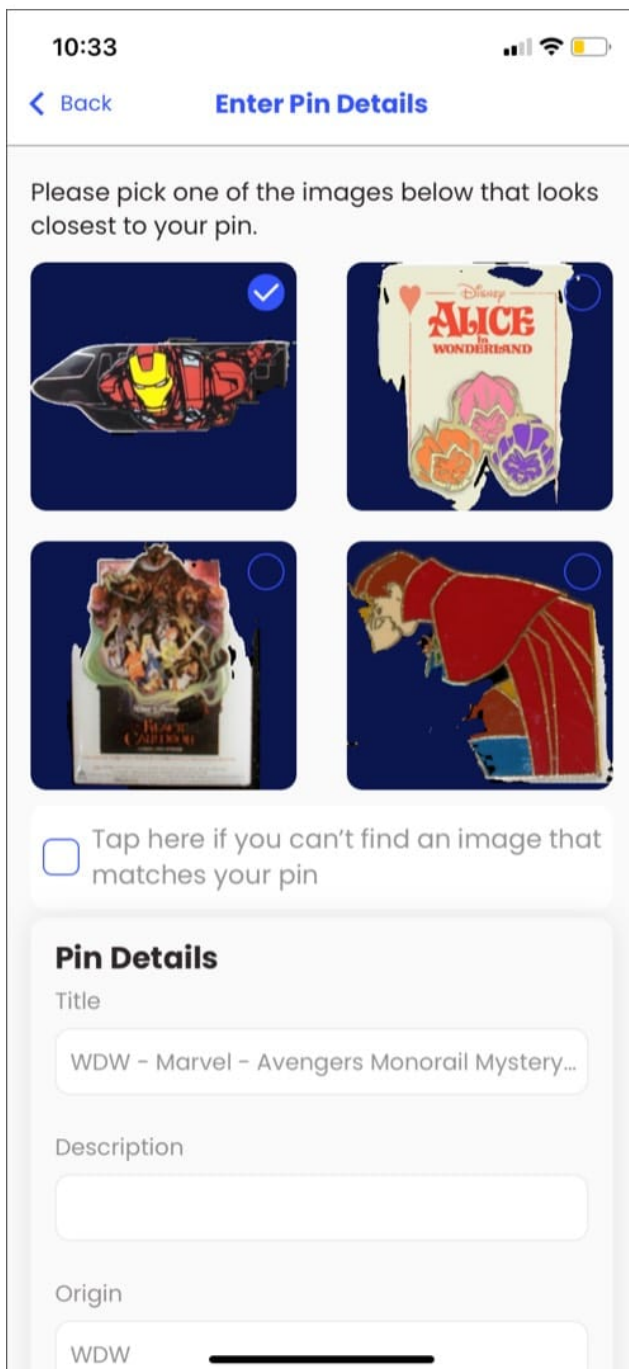 10:33
Back
Enter Pin Details
Please pick one of the images below that looks
closest to your pin.
Disney
ALICE
in
WONDERLAND
Tap here if you can't find an image that
matches your pin
Pin Details
Title
WDW - Marvel - Avengers Monorail Mystery...
Description
Origin
WDW